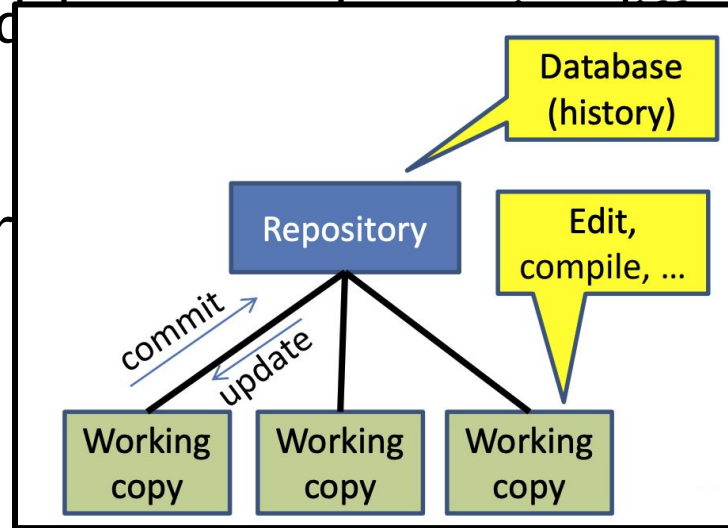 Database
(history)
Repository
Edit,
compile, ...
commit
update
Working
copy
Working
copy
Working
copy